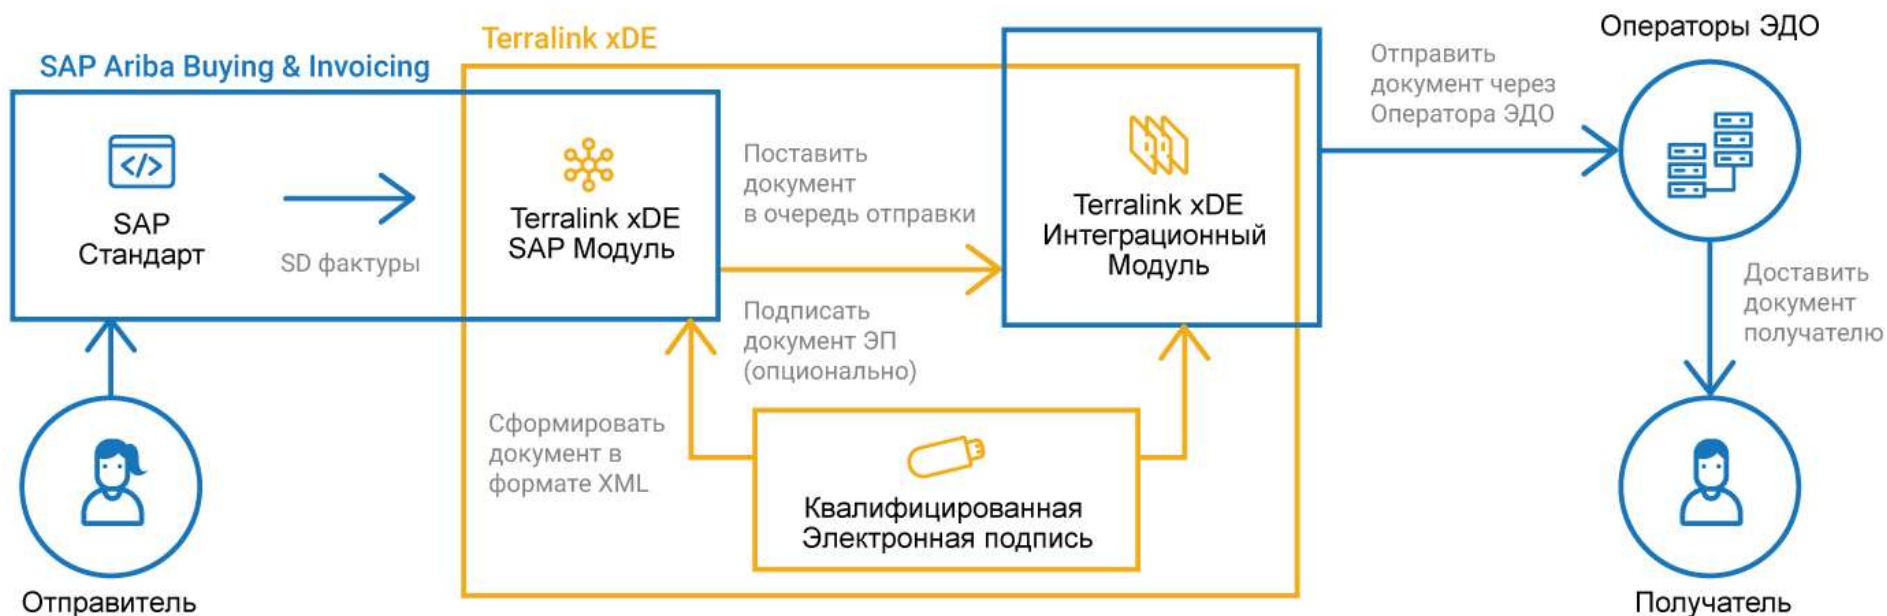 SAP Ariba Buying & Invoicing
Terralink xDE
SAP
Стандарт
SD фактуры
Terralink xDE
SAP Модуль
Поставить
документ
в очередь отправки
Подписать
документ ЭП
(опционально)
Terralink xDE
Интеграционный
Модуль
Сформировать
документ в
формате XML
Квалифицированная
Электронная подпись
Отправить
документ через
Оператора ЭДО
Операторы ЭДО
Доставить
документ
получателю
Отправитель
Получатель